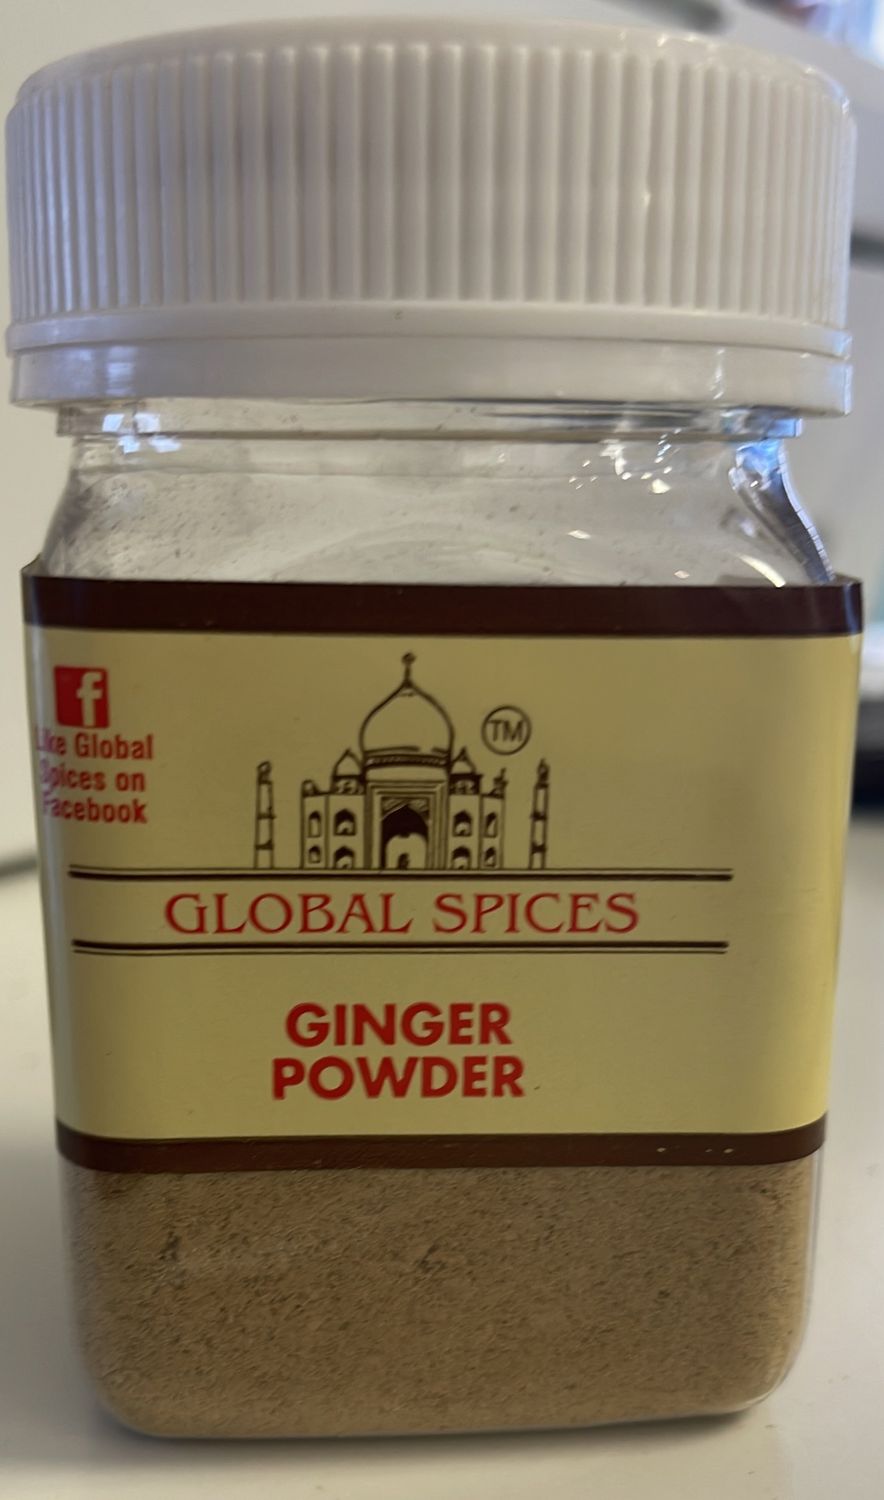 f
Like Global
Spices on
Facebook
TM
GLOBAL SPICES
GINGER
POWDER